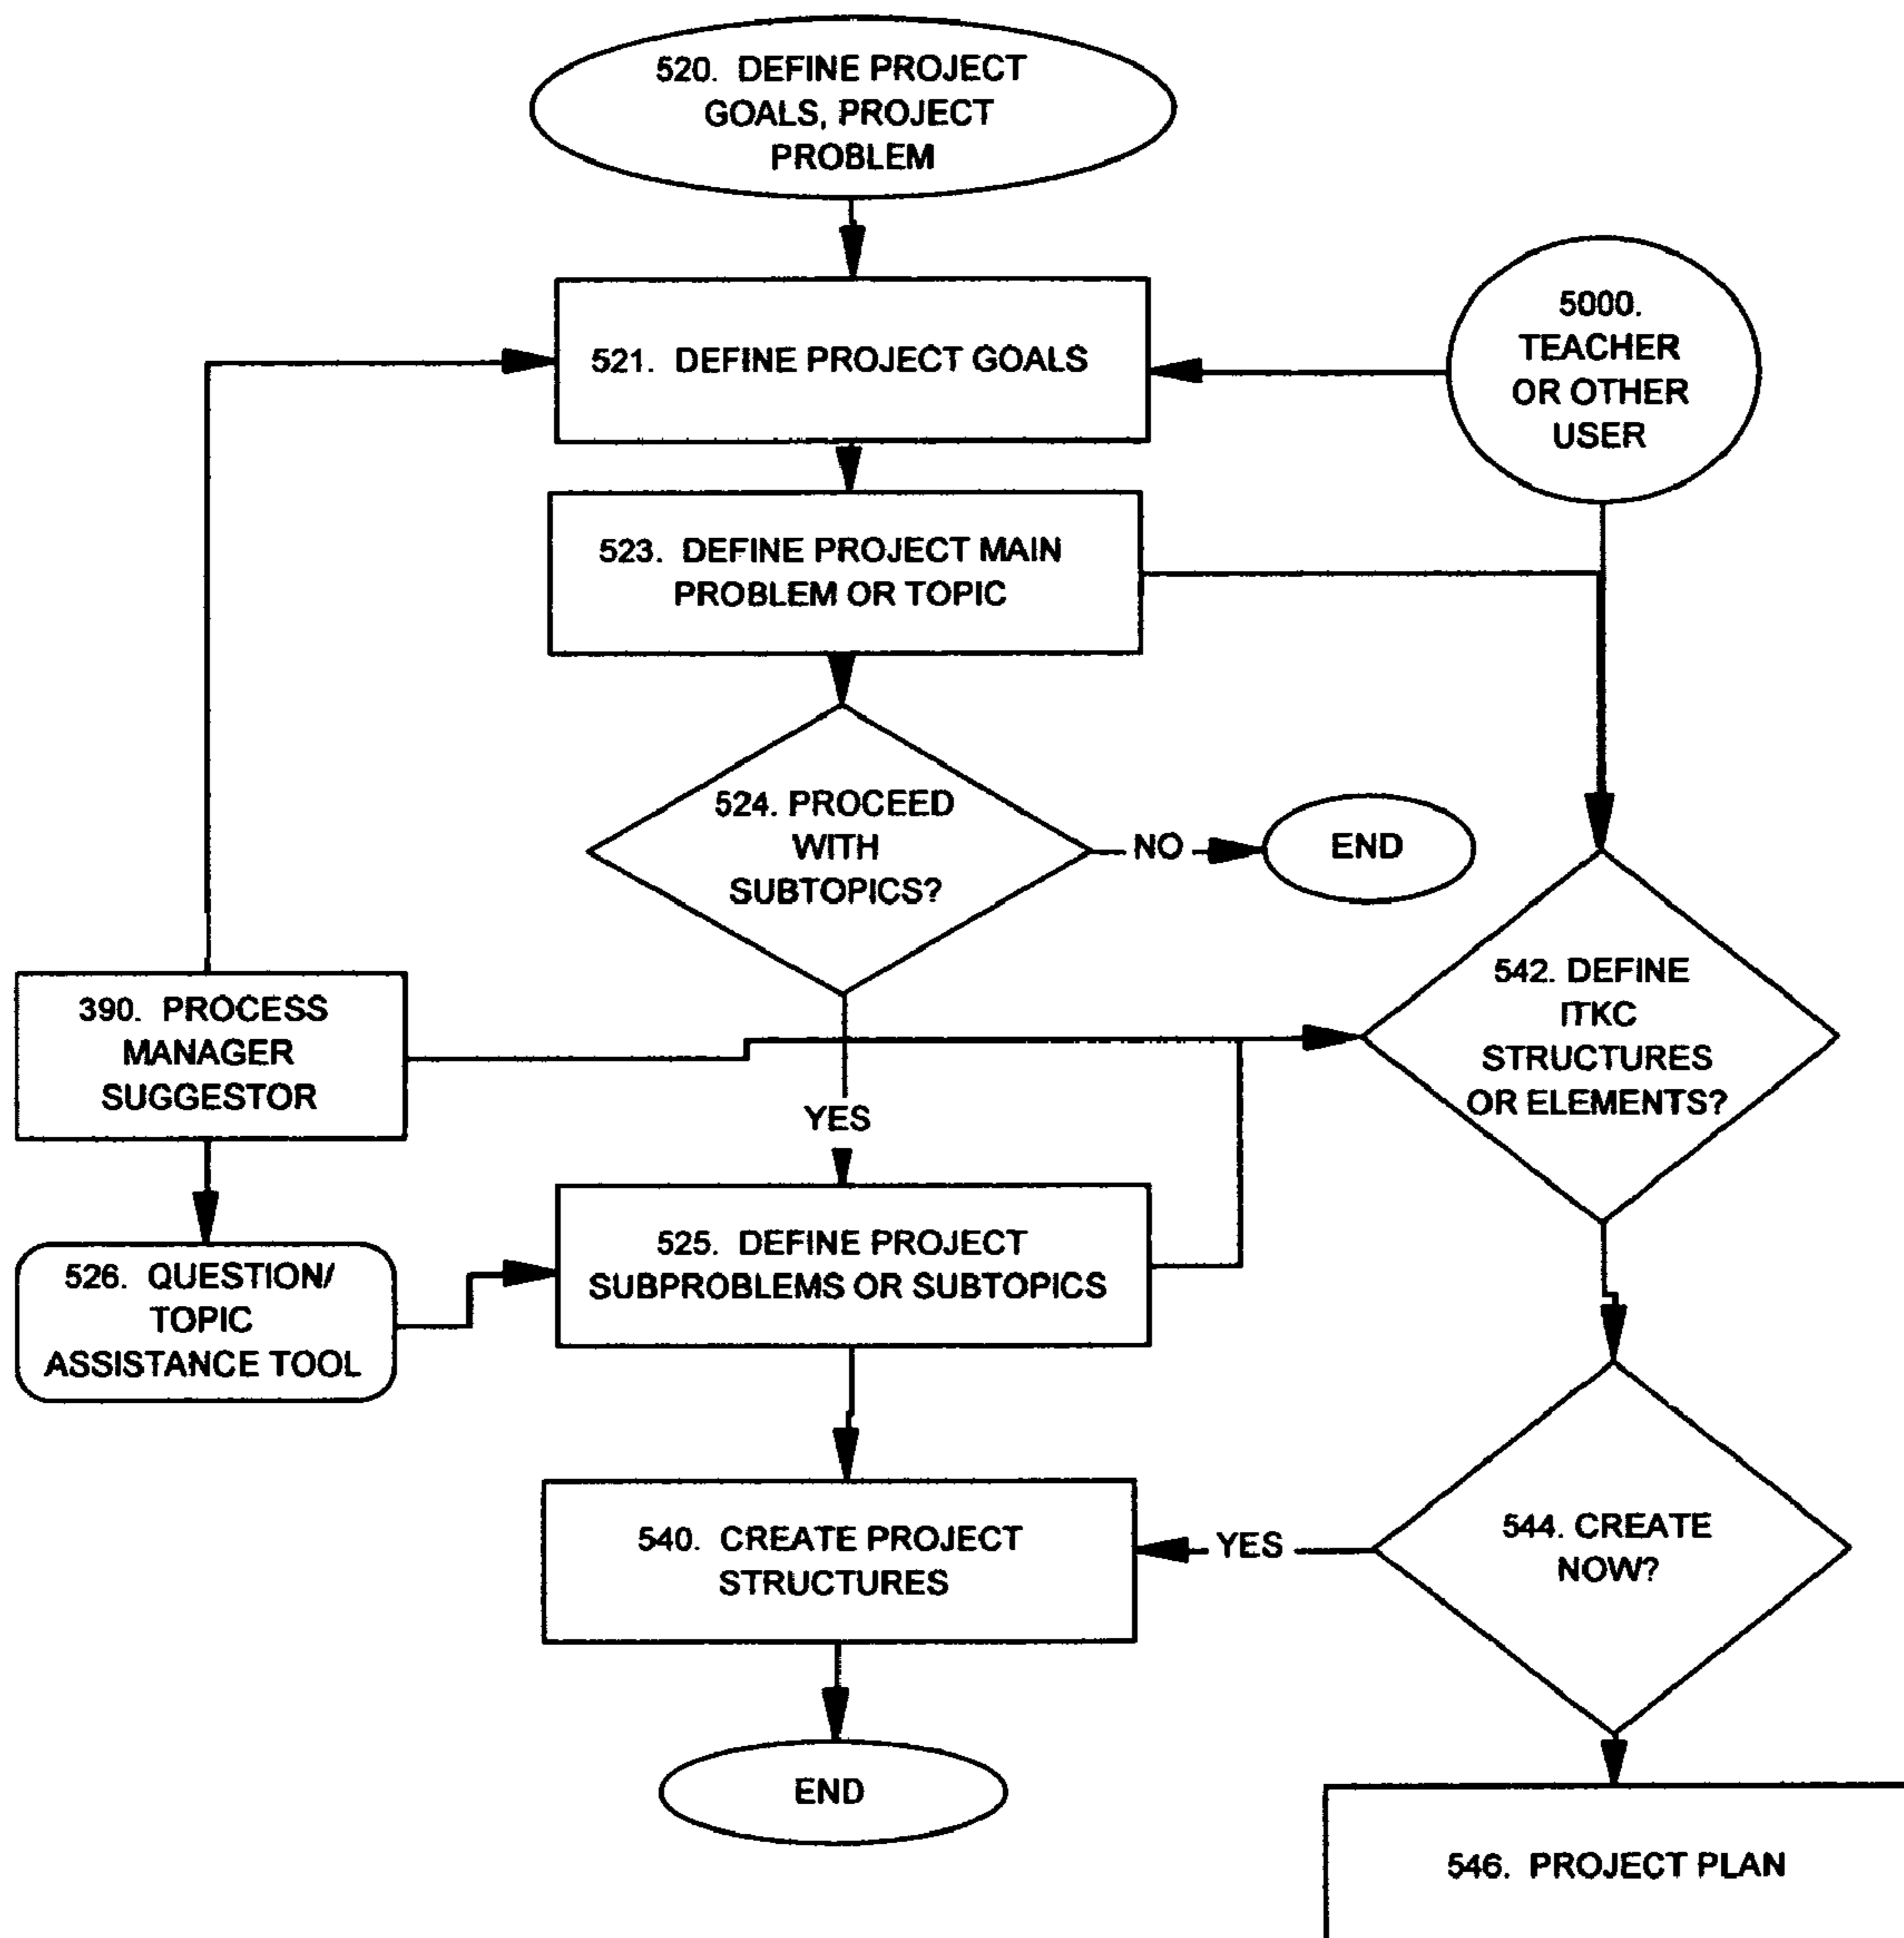 520. DEFINE PROJECT
GOALS, PROJECT
PROBLEM
521. DEFINE PROJECT GOALS
5000.
TEACHER
OR OTHER
USER
523. DEFINE PROJECT MAIN
PROBLEM OR TOPIC
524. PROCEED
WITH
SUBTOPICS?
NO
END
390. PROCESS
MANAGER
SUGGESTOR
542. DEFINE
ITKC
STRUCTURES
OR ELEMENTS?
YES
526. QUESTION/
TOPIC
ASSISTANCE TOOL
525. DEFINE PROJECT
SUBPROBLEMS OR SUBTOPICS
540. CREATE PROJECT
STRUCTURES
YES
544. CREATE
NOW?
END
546. PROJECT PLAN